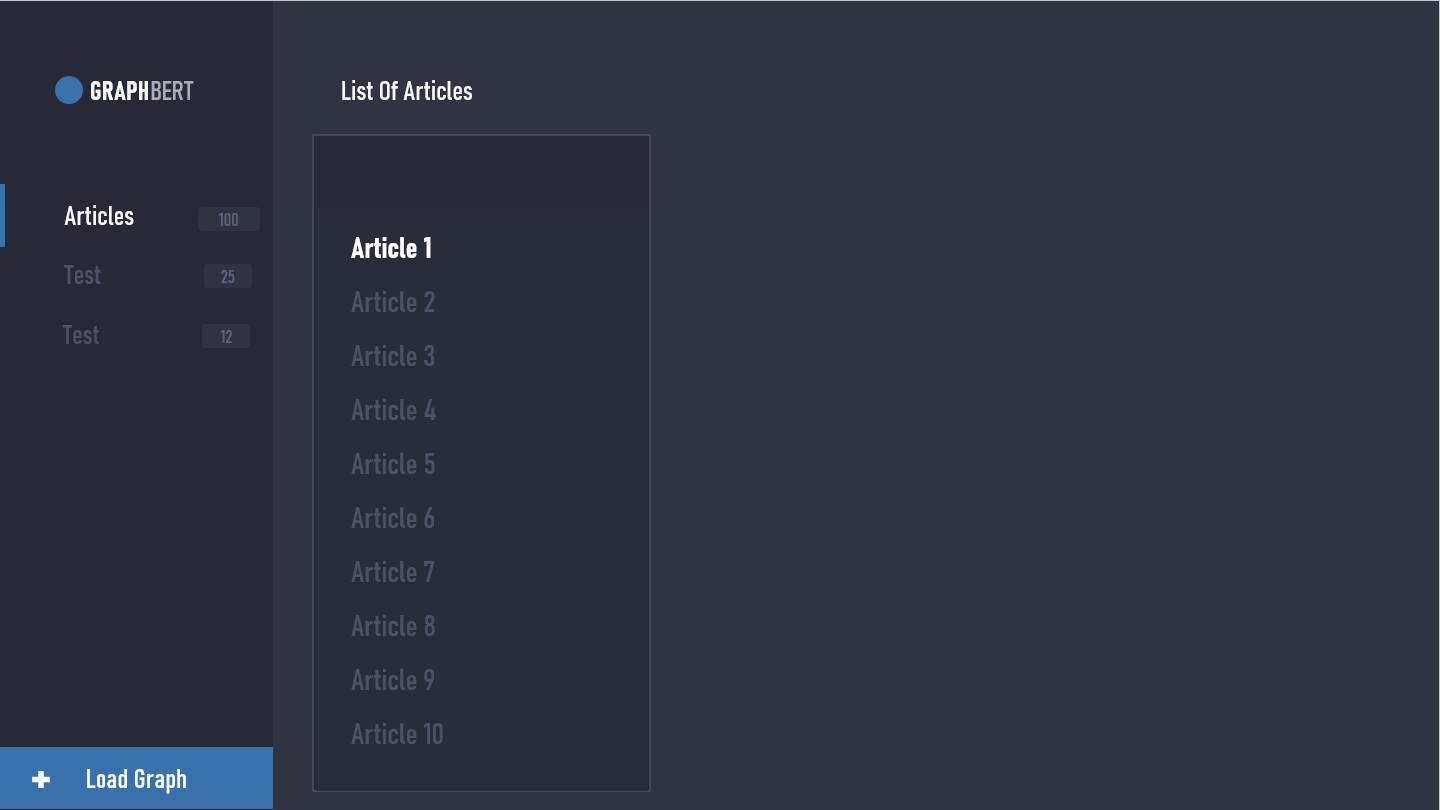 GRAPHBERT
Articles 100
Test 25
Test 12
Load Graph
List Of Articles
Article 1
Article 2
Article 3
Article 4
Article 5
Article 6
Article 7
Article 8
Article 9
Article 10